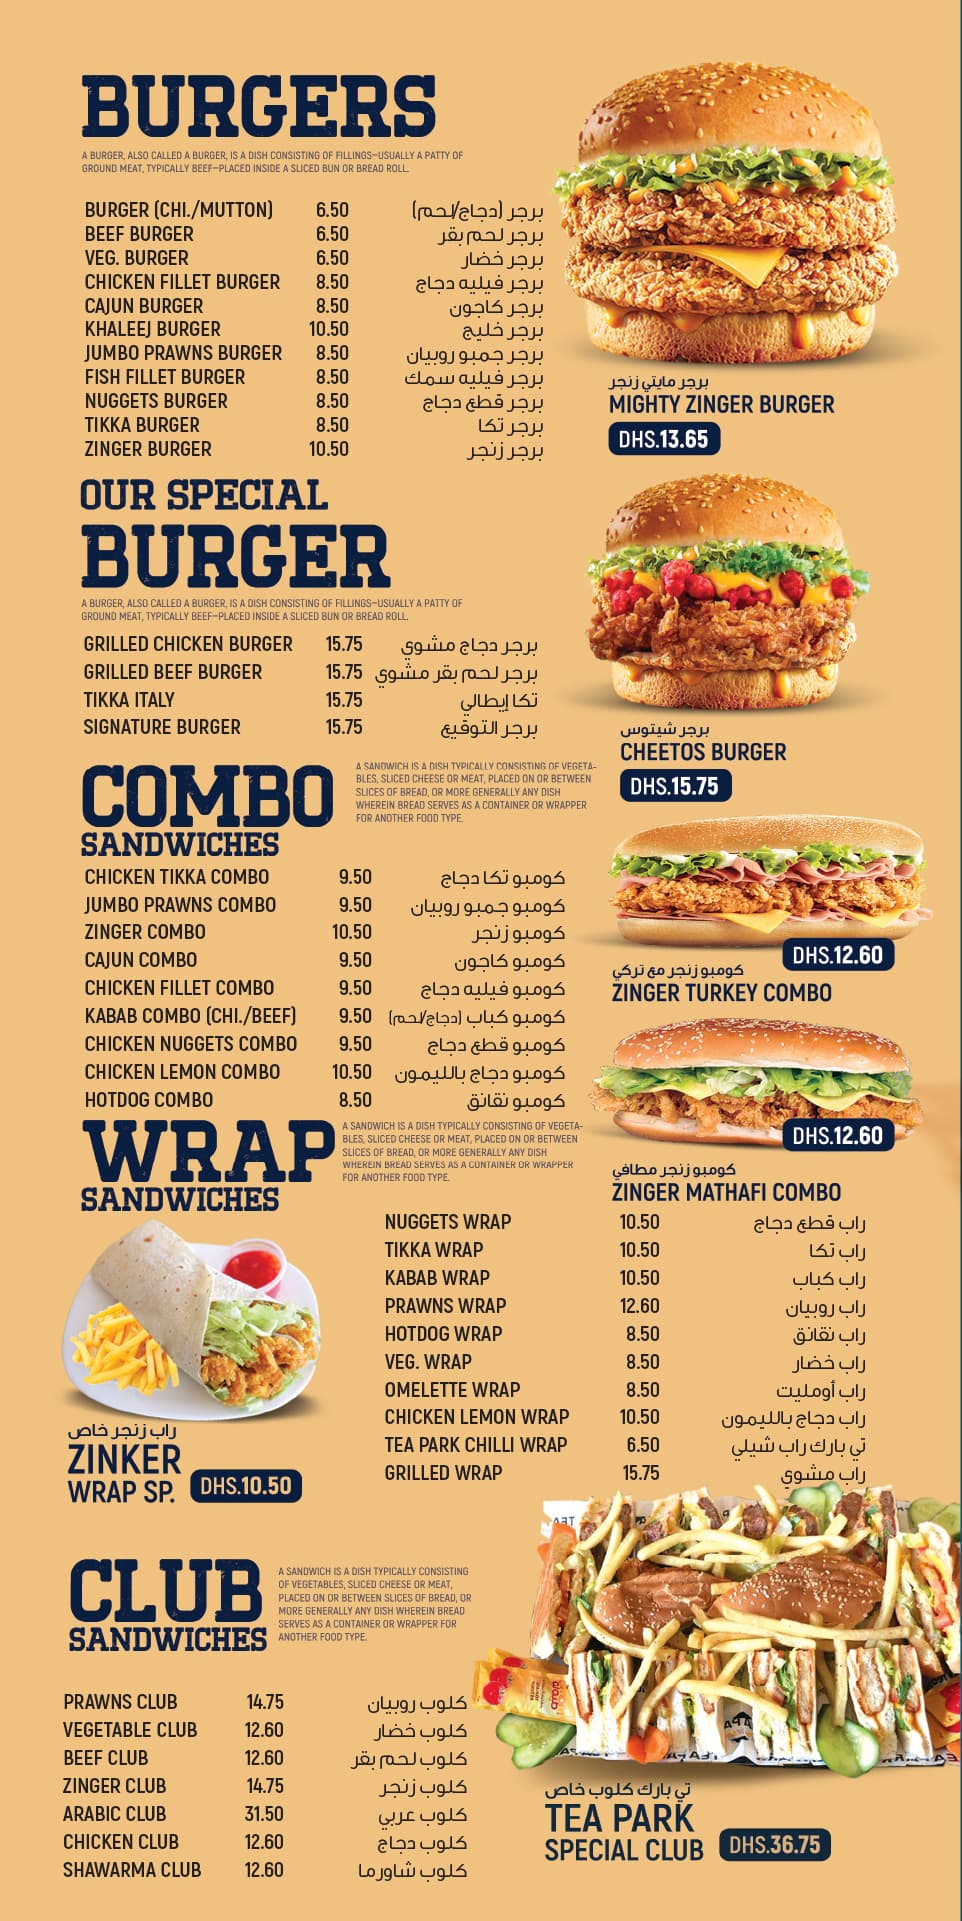 BURGERS
A BURGER, ALSO CALLED A BURGER, IS A DISH CONSISTING OF FILLINGS—USUALLY A PATTY OF
GROUND MEAT, TYPICALLY BEEF—PLACED INSIDE A SLICED BUN OR BREAD ROLL.
BURGER (CHI./MUTTON) 6.50 برجر (دجاج/لحم)
BEEF BURGER 6.50 برجر لحم بقر
VEG. BURGER 6.50 برجر خضار
CHICKEN FILLET BURGER 8.50 برجر فيليه دجاج
CAJUN BURGER 8.50 برجر كاجون
KHALEEJ BURGER 10.50 برجر خليج
JUMBO PRAWNS BURGER 8.50 برجر جمبو روبيان
FISH FILLET BURGER 8.50 برجر فيليه سمك
NUGGETS BURGER 8.50 برجر قطع دجاج
TIKKA BURGER 8.50 برجر تكا
ZINGER BURGER 10.50 برجر زنجر
برجر مايتي زنجر
MIGHTY ZINGER BURGER
DHS.13.65
OUR SPECIAL
BURGER
A BURGER, ALSO CALLED A BURGER, IS A DISH CONSISTING OF FILLINGS—USUALLY A PATTY OF
GROUND MEAT, TYPICALLY BEEF—PLACED INSIDE A SLICED BUN OR BREAD ROLL.
GRILLED CHICKEN BURGER 15.75 برجر دجاج مشوي
GRILLED BEEF BURGER 15.75 برجر لحم بقر مشوي
TIKKA ITALY 15.75 تكا إيطالي
SIGNATURE BURGER 15.75 برجر التوقيع
برجر شيتوس
CHEETOS BURGER
DHS.15.75
COMBO
SANDWICHES
A SANDWICH IS A DISH TYPICALLY CONSISTING OF VEGETA-
BLES, SLICED CHEESE OR MEAT, PLACED ON OR BETWEEN
SLICES OF BREAD, OR MORE GENERALLY ANY DISH
WHEREIN BREAD SERVES AS A CONTAINER OR WRAPPER
FOR ANOTHER FOOD TYPE.
CHICKEN TIKKA COMBO 9.50 كومبو تكا دجاج
JUMBO PRAWNS COMBO 9.50 كومبو جمبو روبيان
ZINGER COMBO 10.50 كومبو زنجر
CAJUN COMBO 9.50 كومبو كاجون
CHICKEN FILLET COMBO 9.50 كومبو فيليه دجاج
KABAB COMBO (CHI./BEEF) 9.50 كومبو كباب (دجاج/لحم)
CHICKEN NUGGETS COMBO 9.50 كومبو قطع دجاج
CHICKEN LEMON COMBO 10.50 كومبو دجاج بالليمون
HOTDOG COMBO 8.50 كومبو نقانق
DHS.12.60
كومبو زنجر مع تركي
ZINGER TURKEY COMBO
DHS.12.60
كومبو زنجر مطافي
ZINGER MATHAFI COMBO
WRAP
SANDWICHES
A SANDWICH IS A DISH TYPICALLY CONSISTING OF VEGETA-
BLES, SLICED CHEESE OR MEAT, PLACED ON OR BETWEEN
SLICES OF BREAD, OR MORE GENERALLY ANY DISH
WHEREIN BREAD SERVES AS A CONTAINER OR WRAPPER
FOR ANOTHER FOOD TYPE.
NUGGETS WRAP 10.50 راب قطع دجاج
TIKKA WRAP 10.50 راب تكا
KABAB WRAP 10.50 راب كباب
PRAWNS WRAP 12.60 راب روبيان
HOTDOG WRAP 8.50 راب نقانق
VEG. WRAP 8.50 راب خضار
OMELETTE WRAP 8.50 راب أومليت
CHICKEN LEMON WRAP 10.50 راب دجاج بالليمون
TEA PARK CHILLI WRAP 6.50 تي بارك راب شيلي
GRILLED WRAP 15.75 راب مشوي
راب زنجر خاص
ZINKER
WRAP SP. DHS.10.50
CLUB
SANDWICHES
A SANDWICH IS A DISH TYPICALLY CONSISTING
OF VEGETABLES, SLICED CHEESE OR MEAT,
PLACED ON OR BETWEEN SLICES OF BREAD, OR
MORE GENERALLY ANY DISH WHEREIN BREAD
SERVES AS A CONTAINER OR WRAPPER FOR
ANOTHER FOOD TYPE.
PRAWNS CLUB 14.75 كلوب روبيان
VEGETABLE CLUB 12.60 كلوب خضار
BEEF CLUB 12.60 كلوب لحم بقر
ZINGER CLUB 14.75 كلوب زنجر
ARABIC CLUB 31.50 كلوب عربي
CHICKEN CLUB 12.60 كلوب دجاج
SHAWARMA CLUB 12.60 كلوب شاورما
تي بارك كلوب خاص
TEA PARK
SPECIAL CLUB DHS.36.75